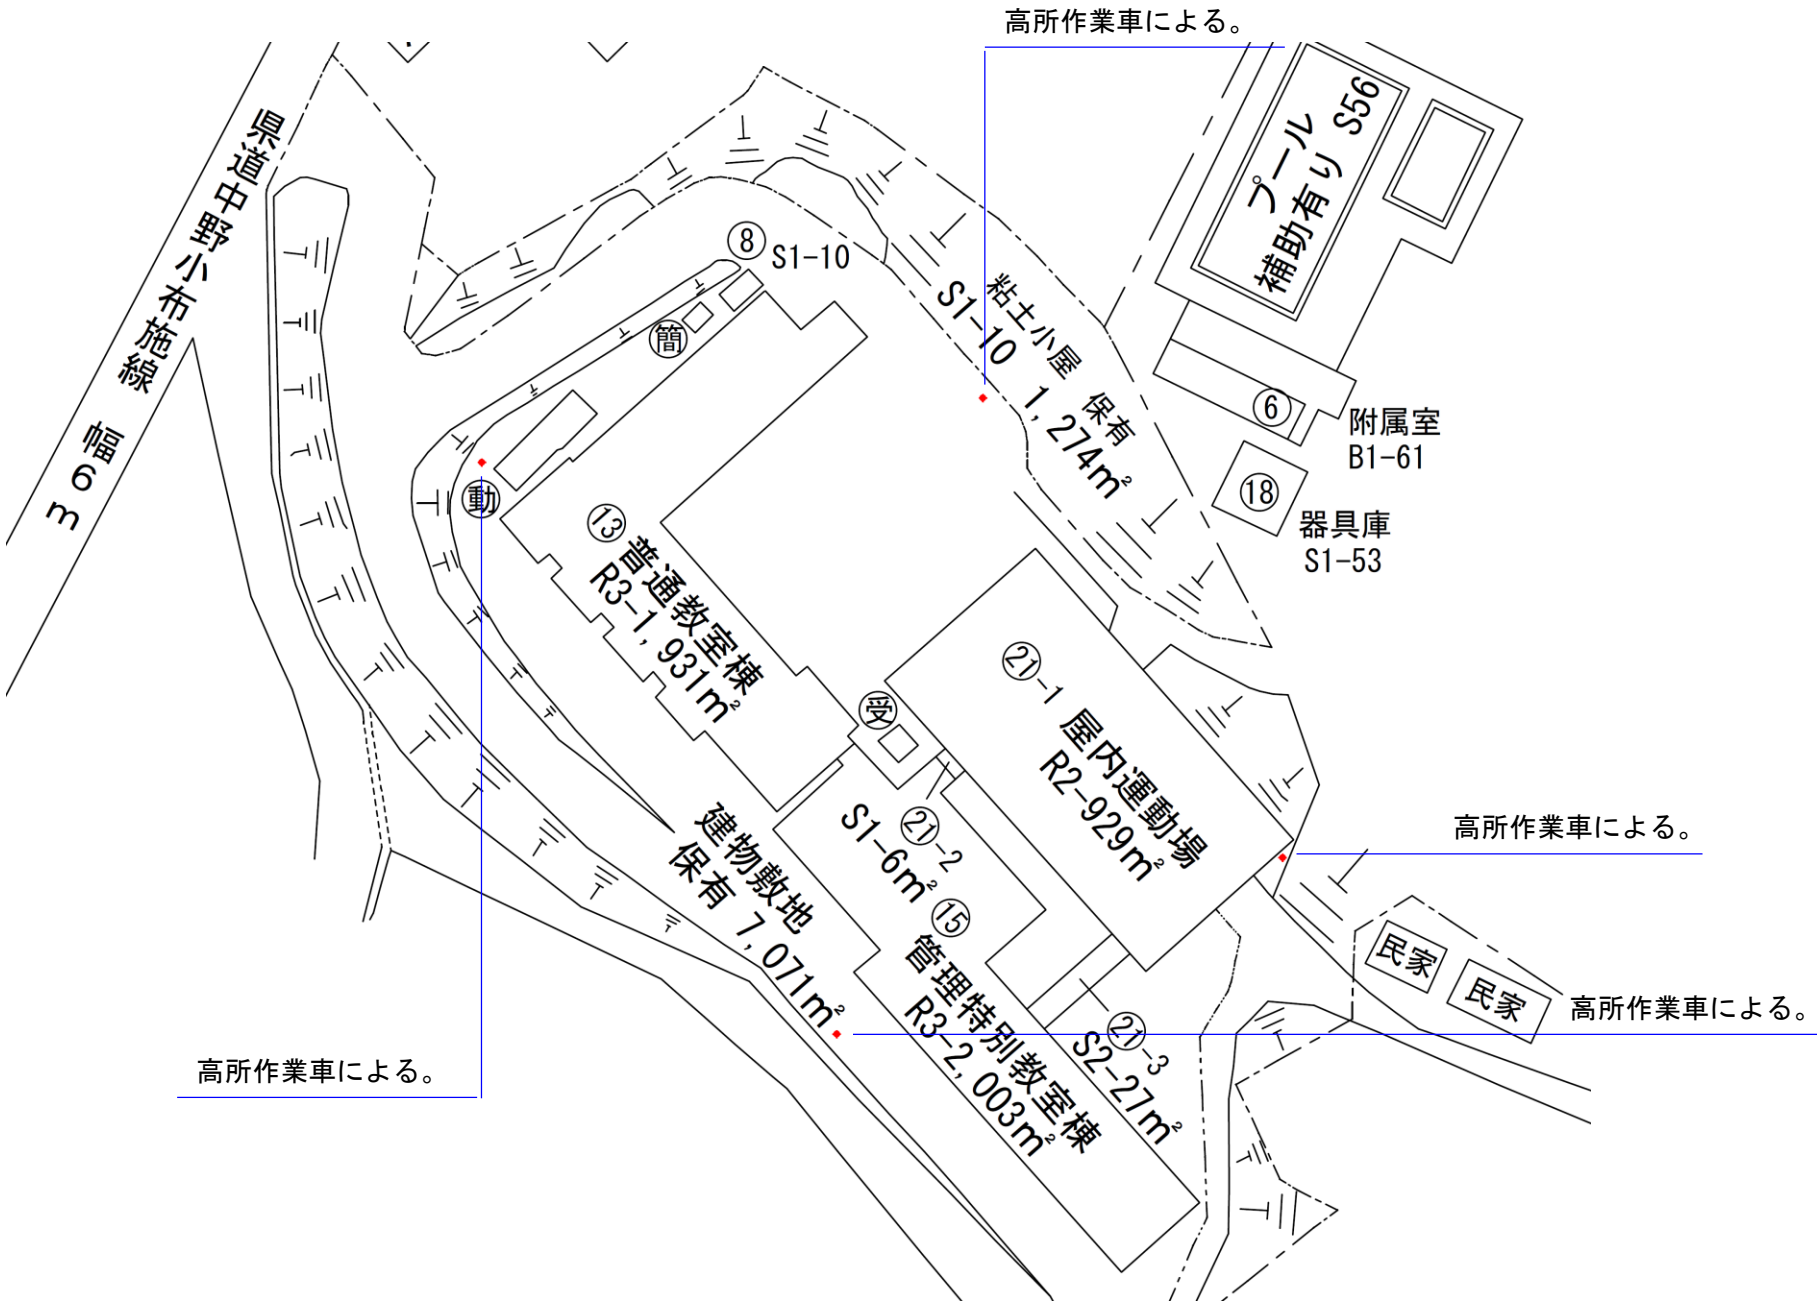 高所作業車による。
県道中野小布施線　幅6m
プール
補助有り　S56
⑧ S1-10
簡
粘土小屋　保有
S1-10　1,274m²
⑥
附属室
B1-61
⑱
器具庫
S1-53
動
⑬普通教室棟
R3-1,931m²
㉑-1 屋内運動場
R2-929m²
受
㉑-2
S1-6m²
建物敷地
保有 7,071m²
⑮
管理特別教室棟
R3-2,003m²
㉑-3
S2-27m²
高所作業車による。
民家
民家
高所作業車による。
高所作業車による。